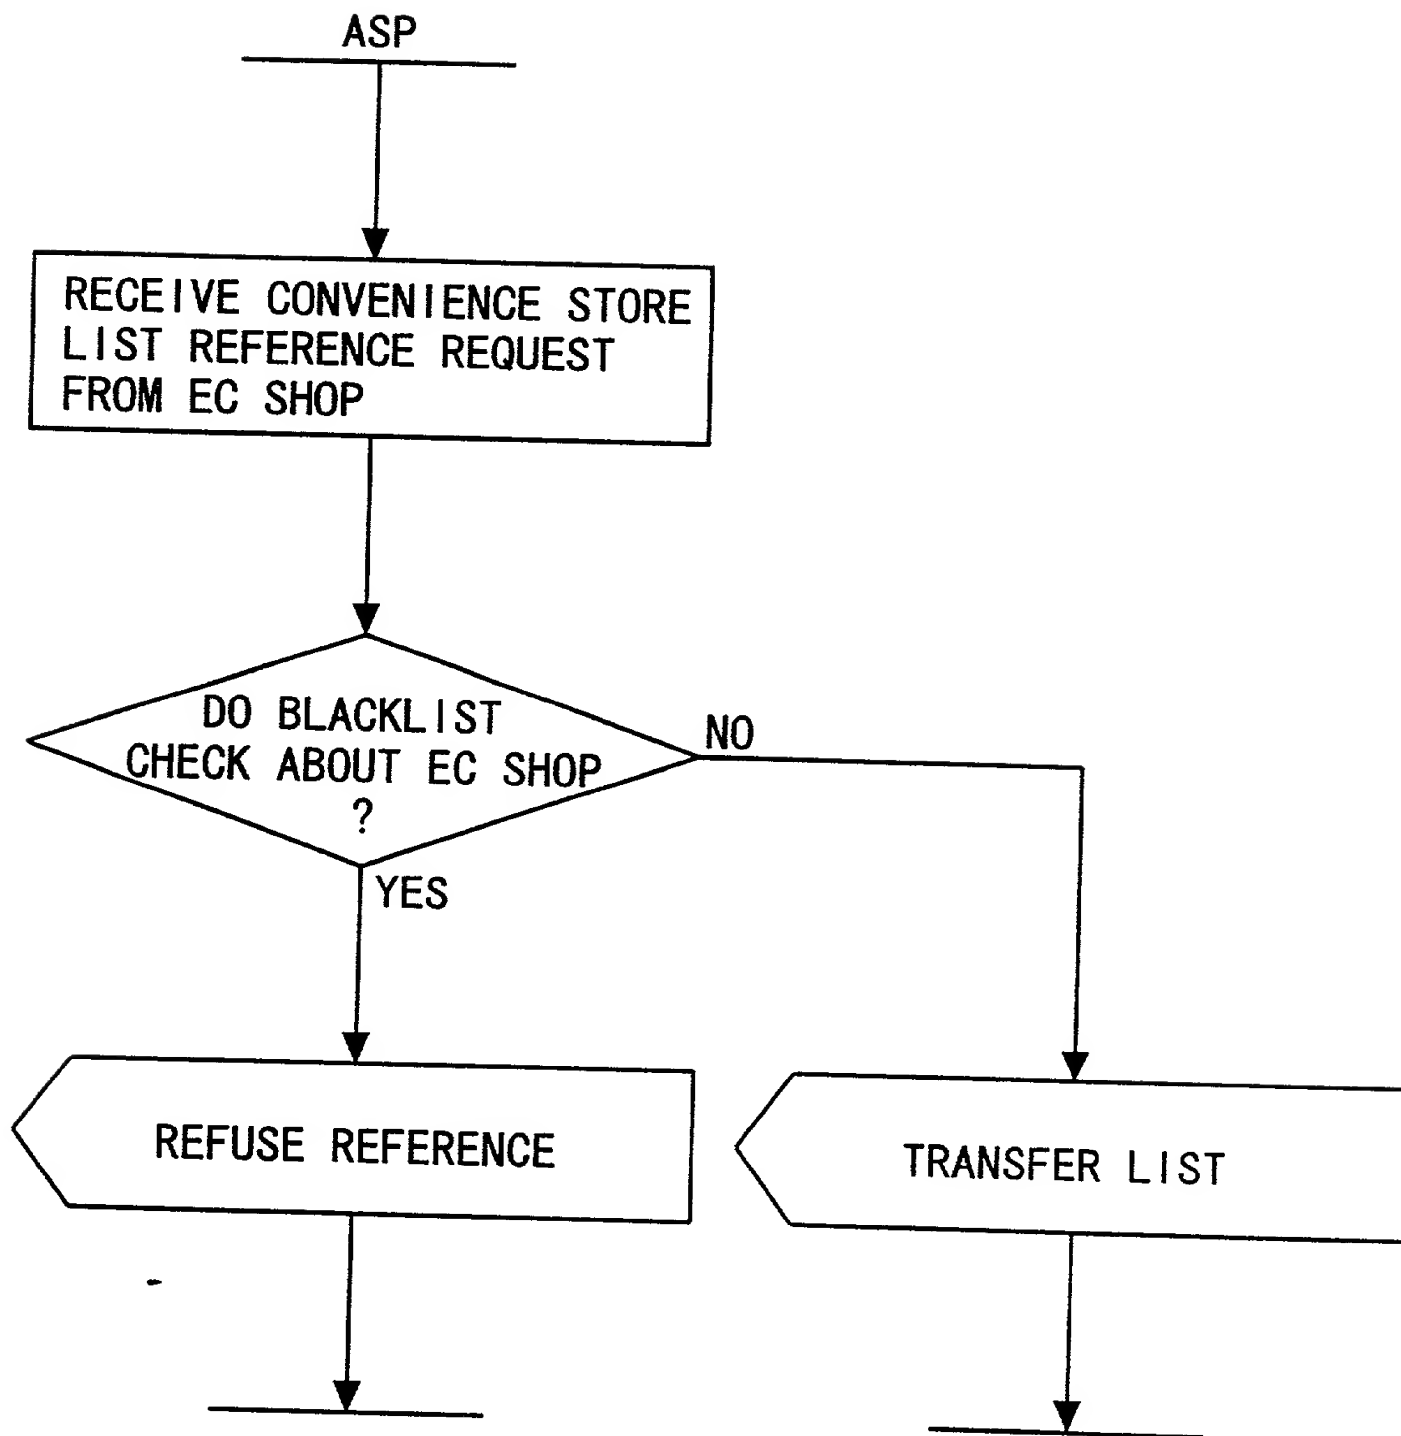 ASP
RECEIVE CONVENIENCE STORE
LIST REFERENCE REQUEST
FROM EC SHOP
DO BLACKLIST
CHECK ABOUT EC SHOP
?
NO
YES
REFUSE REFERENCE
TRANSFER LIST